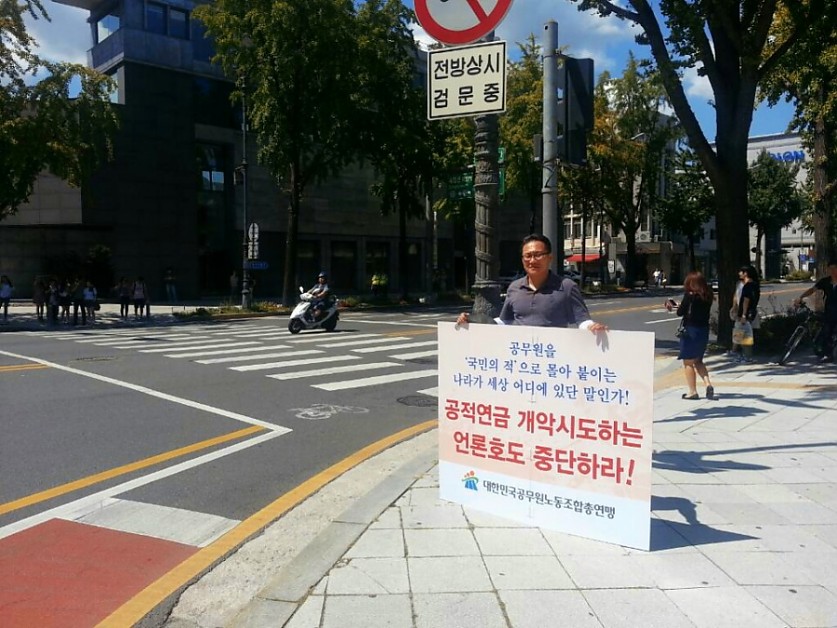 전방상시
검문중
공무원을
'국민의 적'으로 몰아 붙이는
나라가 세상 어디에 있단 말인가!
공적연금 개악시도하는
언론호도 중단하라!
대한민국공무원노동조합총연맹